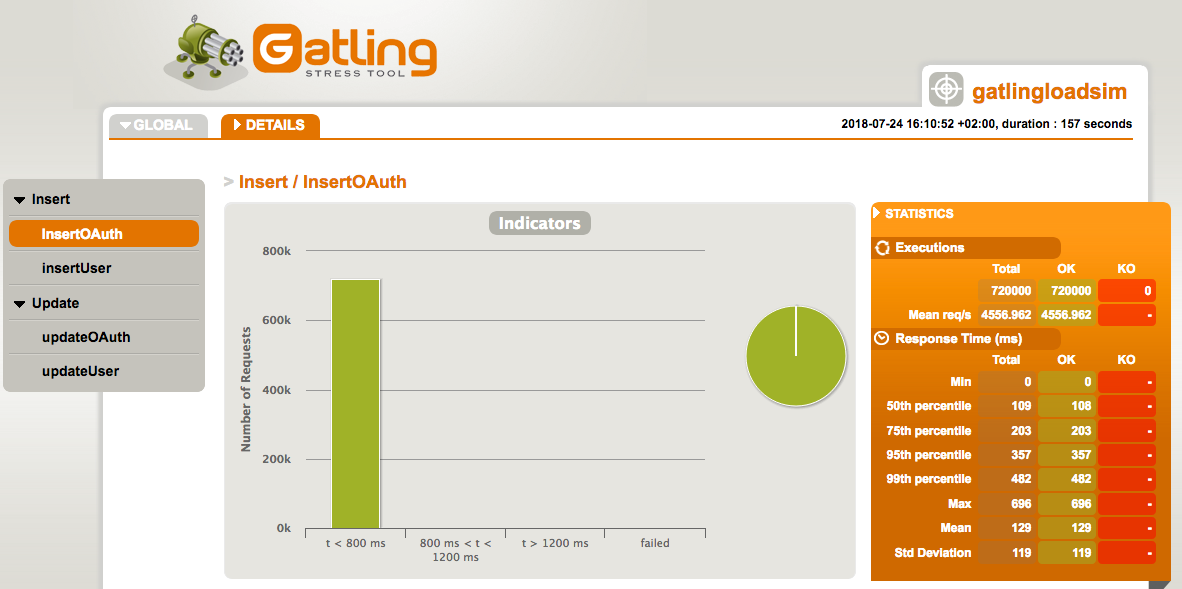 Gatling
STRESS TOOL
gatlingloadsim
GLOBAL
DETAILS
2018-07-24 16:10:52 +02:00, duration : 157 seconds
Insert
InsertOAuth
insertUser
Update
updateOAuth
updateUser
> Insert / InsertOAuth
Indicators
Number of Requests
800k
600k
400k
200k
0k
t < 800 ms
800 ms < t <
1200 ms
t > 1200 ms
failed
STATISTICS
Executions
Total OK KO
720000 720000 0
Mean req/s 4556.962 4556.962 -
Response Time (ms)
Total OK KO
Min 0 0 -
50th percentile 109 108 -
75th percentile 203 203 -
95th percentile 357 357 -
99th percentile 482 482 -
Max 696 696 -
Mean 129 129 -
Std Deviation 119 119 -